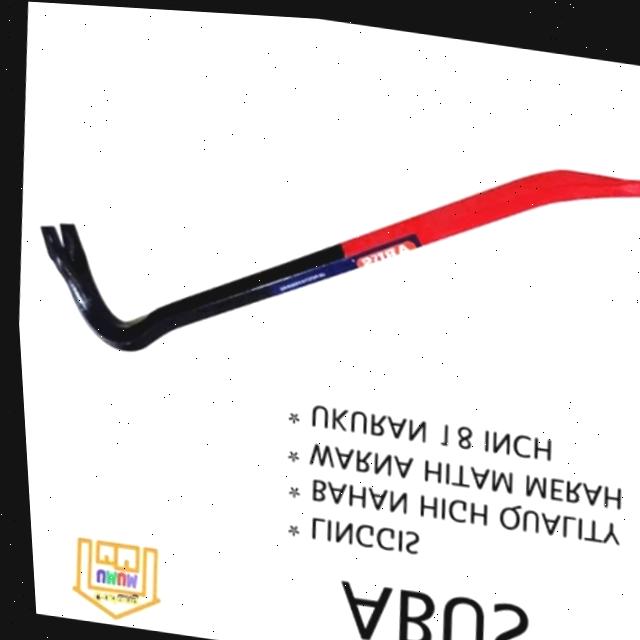 ABUS
* LINGGIS
* BAHAN HIGH QUALITY
* WARNA HITAM MERAH
* UKURAN 18 INCH